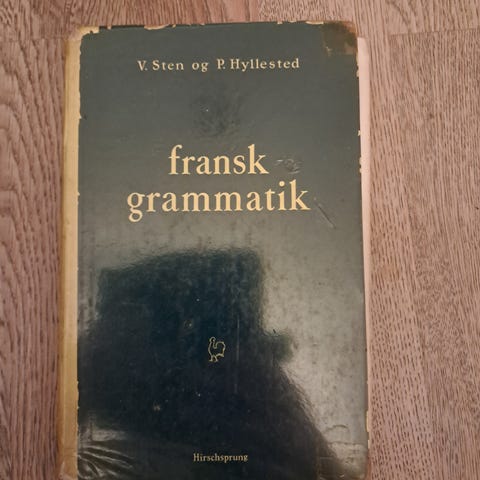 V. Sten og P. Hyllested
fransk
grammatik
Hirschsprung